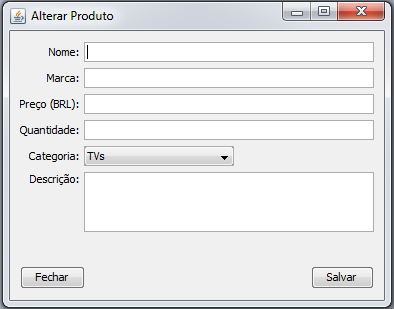 Alterar Produto
Nome:
Marca:
Preço (BRL):
Quantidade:
Categoria: TVs
Descrição:
Fechar Salvar